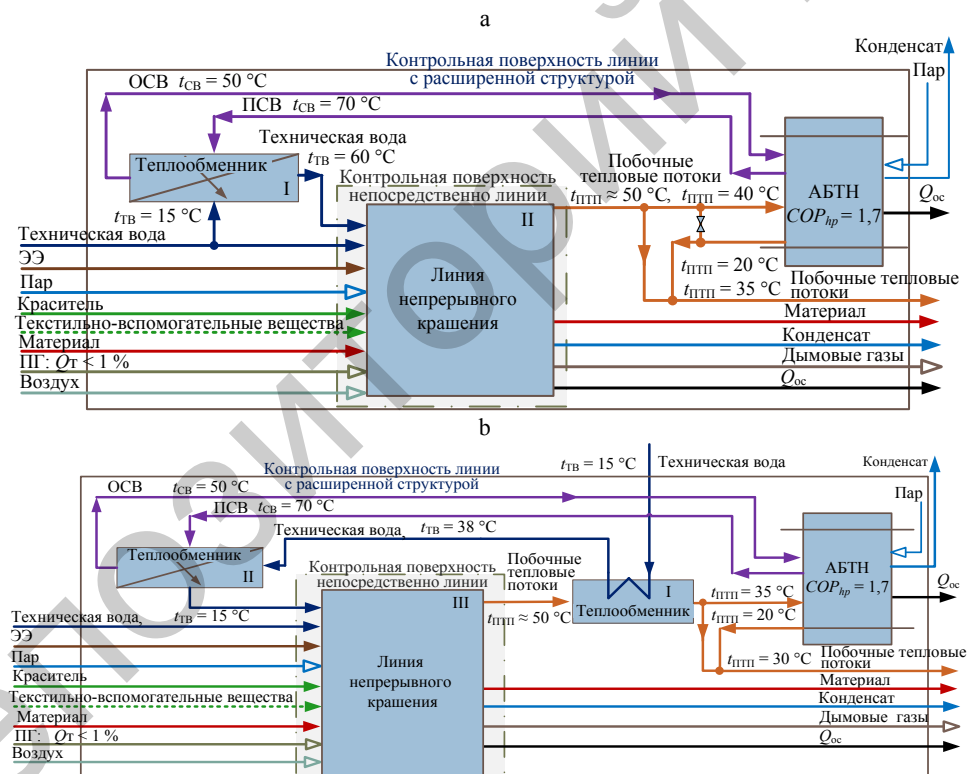 a
Контрольная поверхность линии
с расширенной структурой
Конденсат
Пар
ОСВ tСВ = 50 °С
ПСВ tСВ = 70 °С
Техническая вода
tТВ = 60 °С
Теплообменник
I
tТВ = 15 °С
Контрольная поверхность
непосредственно линии
Побочные
тепловые потоки
tПТП ≈ 50 °С, tПТП = 40 °С
АБТН
COPhp = 1,7
Qос
II
Линия
непрерывного
крашения
tПТП = 20 °С
tПТП = 35 °С
Техническая вода
ЭЭ
Пар
Краситель
Текстильно-вспомогательные вещества
Материал
ПГ: Qт < 1 %
Воздух
Побочные тепловые
потоки
Материал
Конденсат
Дымовые газы
Qос
b
Контрольная поверхность линии
с расширенной структурой
tТВ = 15 °С
Техническая вода
Конденсат
Пар
ОСВ tСВ = 50 °С
ПСВ tСВ = 70 °С
Техническая вода, tТВ = 38 °С
Теплообменник
II
Контрольная поверхность
непосредственно линии
Побочные
тепловые
потоки
tПТП ≈ 50 °С
I
Теплообменник
tПТП = 35 °С
tПТП = 20 °С
tПТП = 30 °С
АБТН
COPhp = 1,7
Qос
III
Линия
непрерывного
крашения
Техническая вода, tТВ = 15 °С
ЭЭ
Пар
Краситель
Текстильно-вспомогательные вещества
Материал
ПГ: Qт < 1 %
Воздух
Побочные тепловые
потоки
Материал
Конденсат
Дымовые газы
Qос